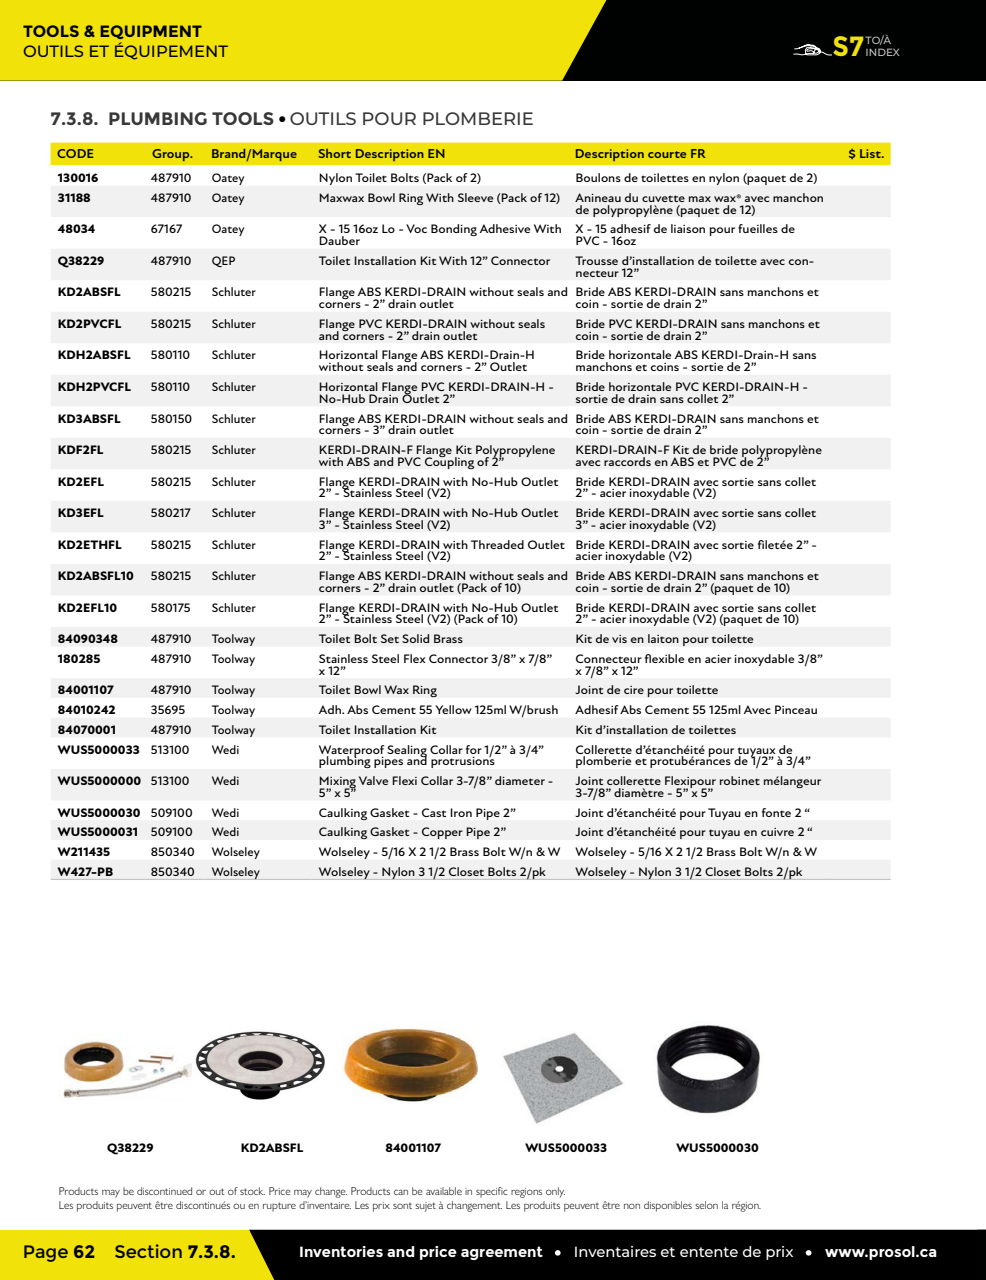 TOOLS & EQUIPMENT
OUTILS ET ÉQUIPEMENT
S7 TO/À INDEX
7.3.8. PLUMBING TOOLS • OUTILS POUR PLOMBERIE
CODE Group. Brand/Marque Short Description EN Description courte FR $ List.
130016 487910 Oatey Nylon Toilet Bolts (Pack of 2) Boulons de toilettes en nylon (paquet de 2)
31188 487910 Oatey Maxwax Bowl Ring With Sleeve (Pack of 12) Anineau du cuvette max wax® avec manchon
de polypropylène (paquet de 12)
48034 67167 Oatey X - 15 16oz Lo - Voc Bonding Adhesive With X - 15 adhesif de liaison pour fueilles de
Dauber PVC - 16oz
Q38229 487910 QEP Toilet Installation Kit With 12” Connector Trousse d’installation de toilette avec con-
necteur 12”
KD2ABSFL 580215 Schluter Flange ABS KERDI-DRAIN without seals and Bride ABS KERDI-DRAIN sans manchons et
corners - 2” drain outlet coin - sortie de drain 2”
KD2PVCFL 580215 Schluter Flange PVC KERDI-DRAIN without seals Bride PVC KERDI-DRAIN sans manchons et
and corners - 2” drain outlet coin - sortie de drain 2”
KDH2ABSFL 580110 Schluter Horizontal Flange ABS KERDI-Drain-H Bride horizontale ABS KERDI-Drain-H sans
without seals and corners - 2” Outlet manchons et coins - sortie de 2”
KDH2PVCFL 580110 Schluter Horizontal Flange PVC KERDI-DRAIN-H - Bride horizontale PVC KERDI-DRAIN-H -
No-Hub Drain Outlet 2” sortie de drain sans collet 2”
KD3ABSFL 580150 Schluter Flange ABS KERDI-DRAIN without seals and Bride ABS KERDI-DRAIN sans manchons et
corners - 3” drain outlet coin - sortie de drain 2”
KDF2FL 580215 Schluter KERDI-DRAIN-F Flange Kit Polypropylene KERDI-DRAIN-F Kit de bride polypropylène
with ABS and PVC Coupling of 2” avec raccords en ABS et PVC de 2”
KD2EFL 580215 Schluter Flange KERDI-DRAIN with No-Hub Outlet Bride KERDI-DRAIN avec sortie sans collet
2” - Stainless Steel (V2) 2” - acier inoxydable (V2)
KD3EFL 580217 Schluter Flange KERDI-DRAIN with No-Hub Outlet Bride KERDI-DRAIN avec sortie sans collet
3” - Stainless Steel (V2) 3” - acier inoxydable (V2)
KD2ETHFL 580215 Schluter Flange KERDI-DRAIN with Threaded Outlet Bride KERDI-DRAIN avec sortie filetée 2” -
2” - Stainless Steel (V2) acier inoxydable (V2)
KD2ABSFL10 580215 Schluter Flange ABS KERDI-DRAIN without seals and Bride ABS KERDI-DRAIN sans manchons et
corners - 2” drain outlet (Pack of 10) coin - sortie de drain 2” (paquet de 10)
KD2EFL10 580175 Schluter Flange KERDI-DRAIN with No-Hub Outlet Bride KERDI-DRAIN avec sortie sans collet
2” - Stainless Steel (V2) (Pack of 10) 2” - acier inoxydable (V2) (paquet de 10)
84090348 487910 Toolway Toilet Bolt Set Solid Brass Kit de vis en laiton pour toilette
180285 487910 Toolway Stainless Steel Flex Connector 3/8” x 7/8” Connecteur flexible en acier inoxydable 3/8”
x 12” x 7/8” x 12”
84001107 487910 Toolway Toilet Bowl Wax Ring Joint de cire pour toilette
84010242 35695 Toolway Adh. Abs Cement 55 Yellow 125ml W/brush Adhesif Abs Cement 55 125ml Avec Pinceau
84070001 487910 Toolway Toilet Installation Kit Kit d’installation de toilettes
WUS5000033 513100 Wedi Waterproof Sealing Collar for 1/2” à 3/4” Collerette d’étanchéité pour tuyaux de
plumbing pipes and protrusions plomberie et protubérances de 1/2” à 3/4”
WUS5000000 513100 Wedi Mixing Valve Flexi Collar 3-7/8” diameter - Joint collerette Flexipour robinet mélangeur
5” x 5” 3-7/8” diamètre - 5” x 5”
WUS5000030 509100 Wedi Caulking Gasket - Cast Iron Pipe 2” Joint d’étanchéité pour Tuyau en fonte 2 “
WUS5000031 509100 Wedi Caulking Gasket - Copper Pipe 2” Joint d’étanchéité pour tuyau en cuivre 2 “
W211435 850340 Wolseley Wolseley - 5/16 X 2 1/2 Brass Bolt W/n & W Wolseley - 5/16 X 2 1/2 Brass Bolt W/n & W
W427-PB 850340 Wolseley Wolseley - Nylon 3 1/2 Closet Bolts 2/pk Wolseley - Nylon 3 1/2 Closet Bolts 2/pk
Q38229 KD2ABSFL 84001107 WUS5000033 WUS5000030
Products may be discontinued or out of stock. Price may change. Products can be available in specific regions only.
Les produits peuvent être discontinués ou en rupture d’inventaire. Les prix sont sujet à changement. Les produits peuvent être non disponibles selon la région.
Page 62 Section 7.3.8. Inventories and price agreement • Inventaires et entente de prix • www.prosol.ca